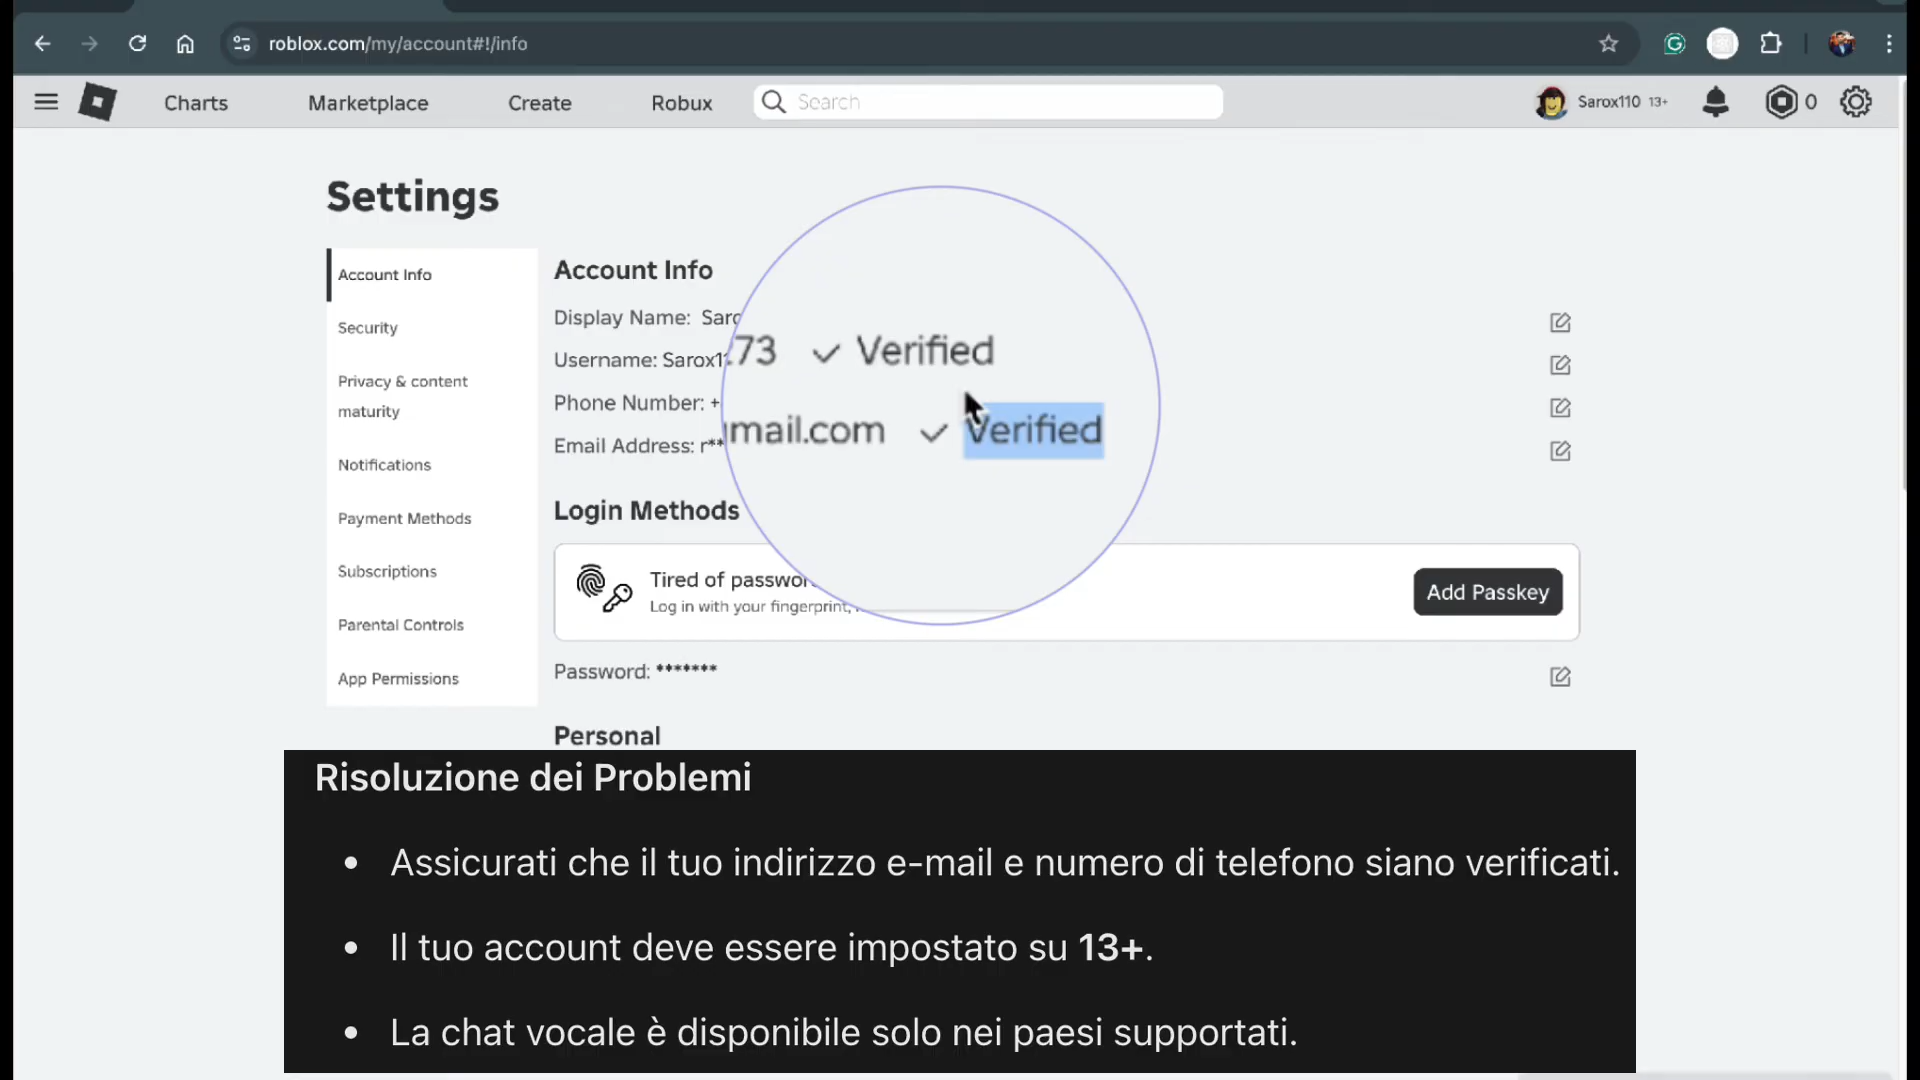 roblox.com/my/account#!/info
Charts Marketplace Create Robux Search Sarox110 13+ 0
Settings
Account Info
Security
Privacy & content
maturity
Notifications
Payment Methods
Subscriptions
Parental Controls
App Permissions
Account Info
Display Name: Saro
Username: Sarox11
Phone Number: +
Email Address: r**
73 ✓ Verified
mail.com ✓ Verified
Login Methods
Tired of passwor
Log in with your fingerprint,
Add Passkey
Password: *******
Personal
Risoluzione dei Problemi
• Assicurati che il tuo indirizzo e-mail e numero di telefono siano verificati.
• Il tuo account deve essere impostato su 13+.
• La chat vocale è disponibile solo nei paesi supportati.